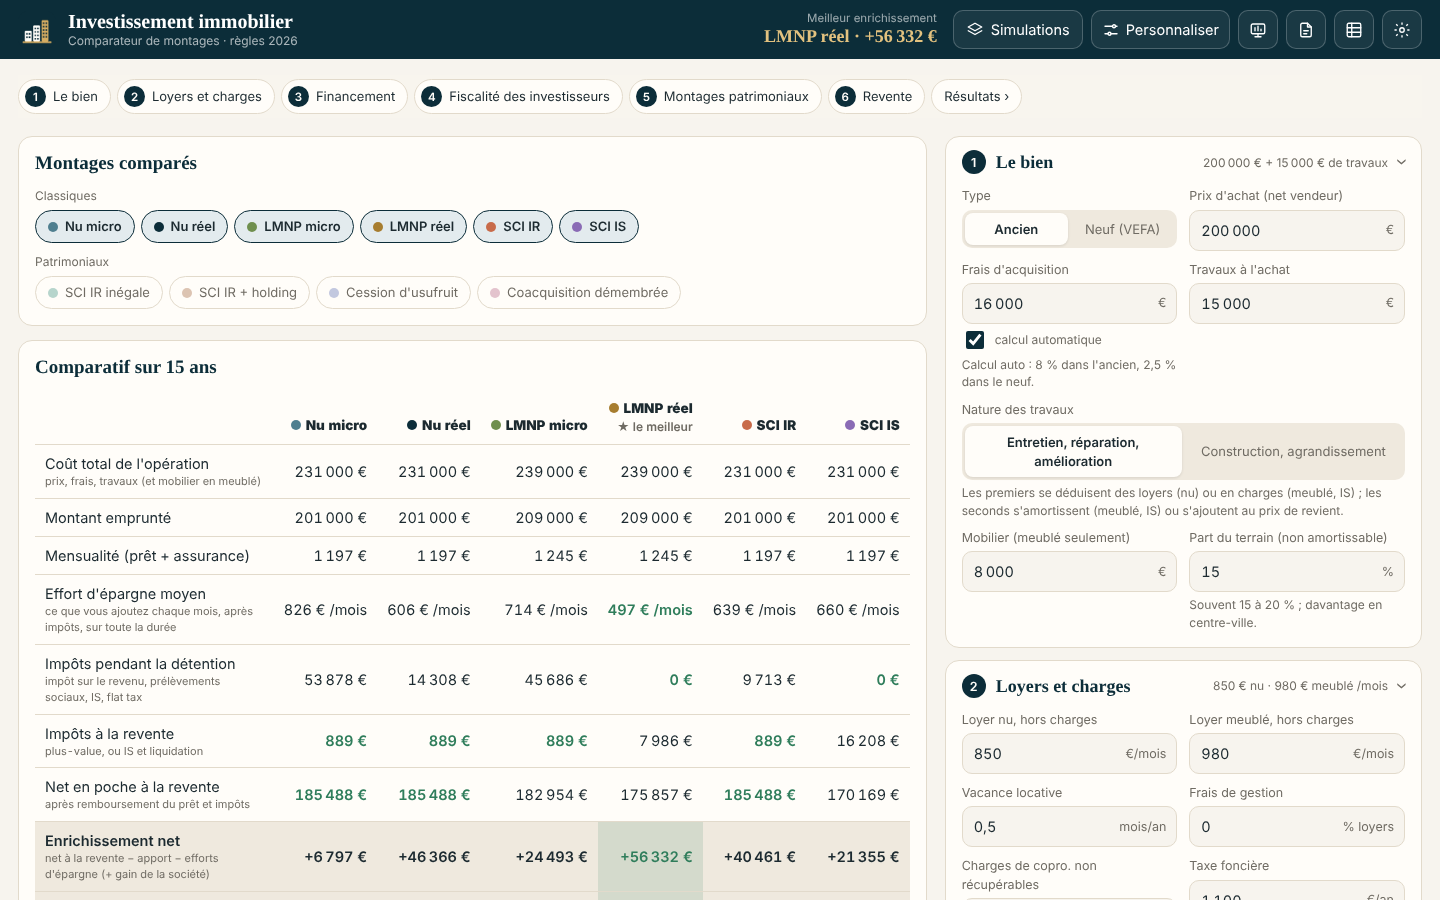 Investissement immobilier
Comparateur de montages · règles 2026
Meilleur enrichissement
LMNP réel · +56 332 €
Simulations
Personnaliser
1 Le bien
2 Loyers et charges
3 Financement
4 Fiscalité des investisseurs
5 Montages patrimoniaux
6 Revente
Résultats ›
Montages comparés
Classiques
Nu micro
Nu réel
LMNP micro
LMNP réel
SCI IR
SCI IS
Patrimoniaux
SCI IR inégale
SCI IR + holding
Cession d'usufruit
Coacquisition démembrée
Comparatif sur 15 ans
Nu micro Nu réel LMNP micro LMNP réel SCI IR SCI IS
★ le meilleur
Coût total de l'opération 231 000 € 231 000 € 239 000 € 239 000 € 231 000 € 231 000 €
prix, frais, travaux (et mobilier en meublé)
Montant emprunté 201 000 € 201 000 € 209 000 € 209 000 € 201 000 € 201 000 €
Mensualité (prêt + assurance) 1 197 € 1 197 € 1 245 € 1 245 € 1 197 € 1 197 €
Effort d'épargne moyen 826 € /mois 606 € /mois 714 € /mois 497 € /mois 639 € /mois 660 € /mois
ce que vous ajoutez chaque mois, après
impôts, sur toute la durée
Impôts pendant la détention 53 878 € 14 308 € 45 686 € 0 € 9 713 € 0 €
impôt sur le revenu, prélèvements
sociaux, IS, flat tax
Impôts à la revente 889 € 889 € 889 € 7 986 € 889 € 16 208 €
plus-value, ou IS et liquidation
Net en poche à la revente 185 488 € 185 488 € 182 954 € 175 857 € 185 488 € 170 169 €
après remboursement du prêt et impôts
Enrichissement net +6 797 € +46 366 € +24 493 € +56 332 € +40 461 € +21 355 €
net à la revente − apport − efforts
d'épargne (+ gain de la société)
1 Le bien
200 000 € + 15 000 € de travaux
Type
Ancien
Neuf (VEFA)
Prix d'achat (net vendeur)
200 000 €
Frais d'acquisition
16 000 €
calcul automatique
Calcul auto : 8 % dans l'ancien, 2,5 %
dans le neuf.
Travaux à l'achat
15 000 €
Nature des travaux
Entretien, réparation,
amélioration
Construction, agrandissement
Les premiers se déduisent des loyers (nu) ou en charges (meublé, IS) ; les
seconds s'amortissent (meublé, IS) ou s'ajoutent au prix de revient.
Mobilier (meublé seulement)
8 000 €
Part du terrain (non amortissable)
15 %
Souvent 15 à 20 % ; davantage en
centre-ville.
2 Loyers et charges
850 € nu · 980 € meublé /mois
Loyer nu, hors charges
850 €/mois
Loyer meublé, hors charges
980 €/mois
Vacance locative
0,5 mois/an
Frais de gestion
0 % loyers
Charges de copro. non
récupérables
Taxe foncière
1 100 €/an